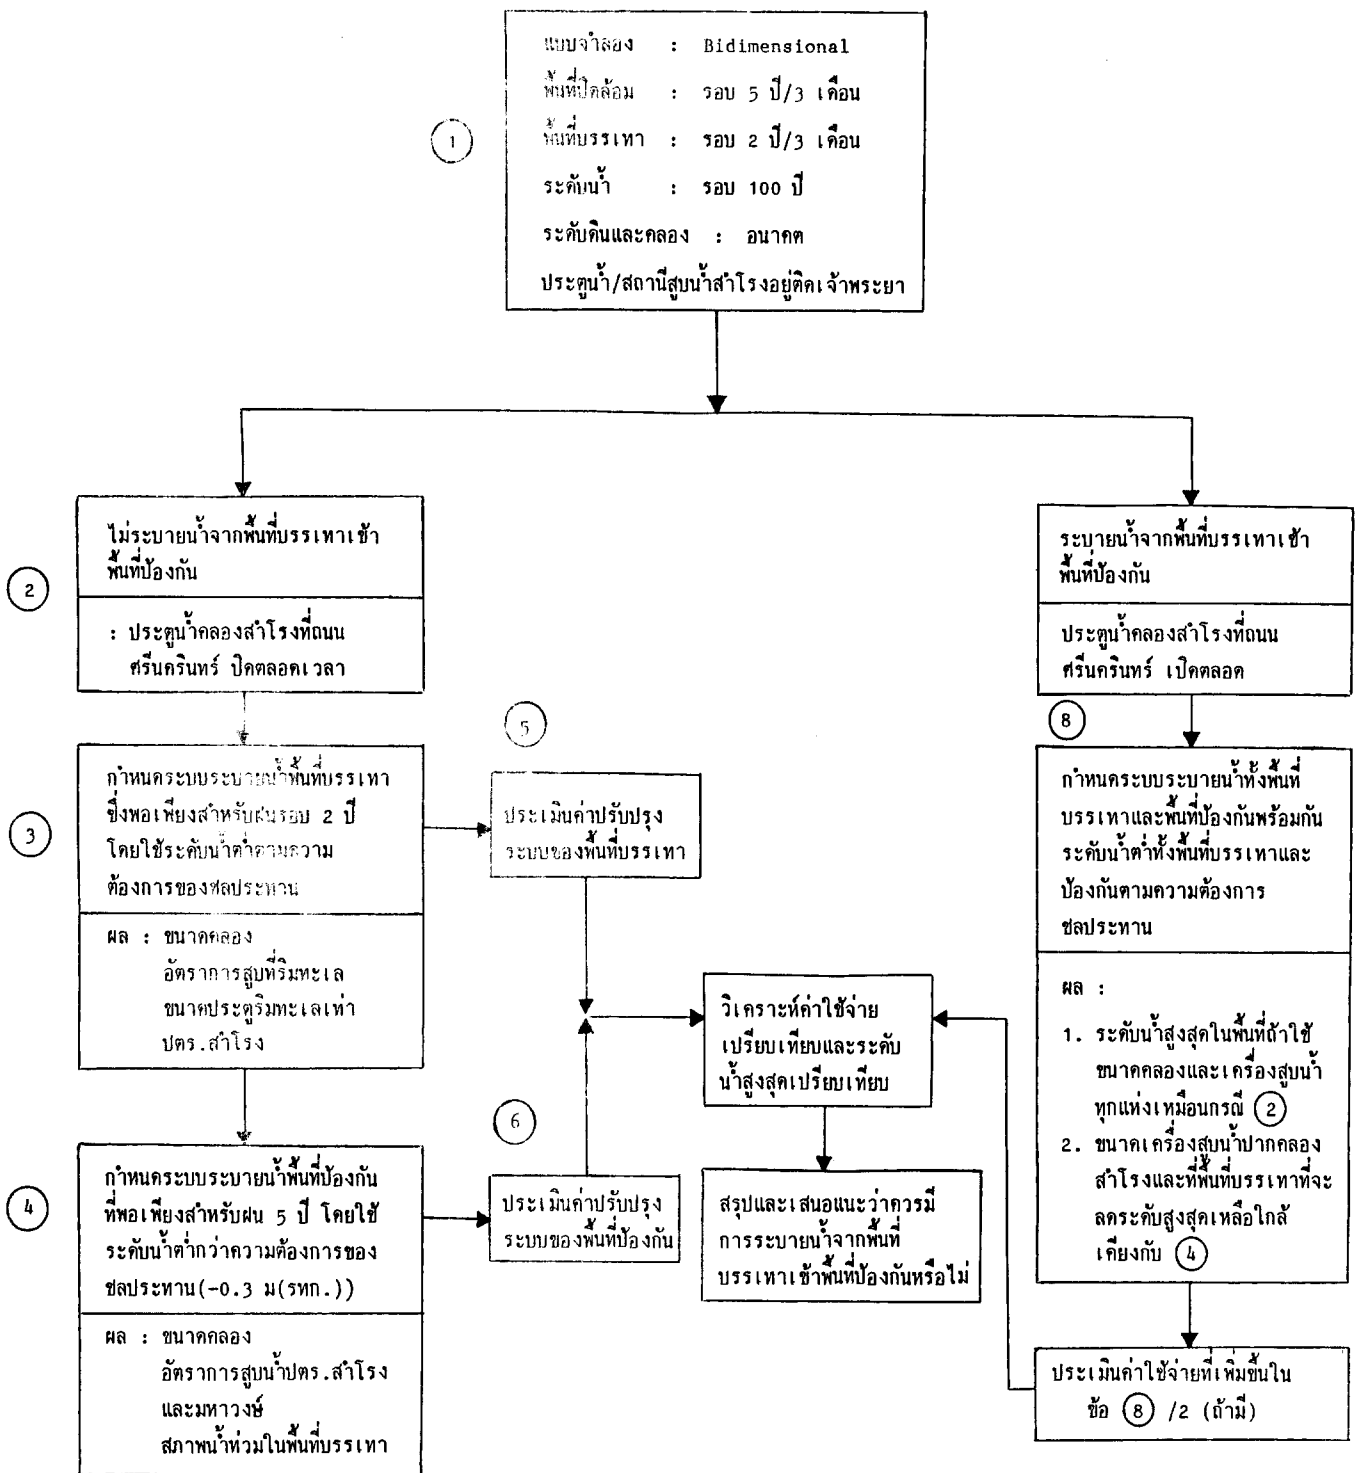 แบบจำลอง : Bidimensional
พื้นที่ปิดล้อม : รอบ 5 ปี/3 เดือน
พื้นที่บรรเทา : รอบ 2 ปี/3 เดือน
ระดับน้ำ : รอบ 100 ปี
ระดับดินและคลอง : อนาคต
ประตูน้ำ/สถานีสูบน้ำสำโรงอยู่ติดเจ้าพระยา
1
ไม่ระบายน้ำจากพื้นที่บรรเทาเข้า
พื้นที่ป้องกัน
2
: ประตูน้ำคลองสำโรงที่ถนน
ศรีนครินทร์ ปิดตลอดเวลา
3
กำหนดระบบระบายน้ำพื้นที่บรรเทา
ซึ่งพอเพียงสำหรับฝนรอบ 2 ปี
โดยใช้ระดับน้ำต่ำตามความ
ต้องการของชลประทาน
ผล : ขนาดคลอง
อัตราการสูบที่ริมทะเล
ขนาดประตูริมทะเลเท่า
ปตร.สำโรง
4
กำหนดระบบระบายน้ำพื้นที่ป้องกัน
ที่พอเพียงสำหรับฝน 5 ปี โดยใช้
ระดับน้ำต่ำกว่าความต้องการของ
ชลประทาน(-0.3 ม(รทก.))
ผล : ขนาดคลอง
อัตราการสูบน้ำปตร.สำโรง
และมหาวงษ์
สภาพน้ำท่วมในพื้นที่บรรเทา
5
ประเมินค่าปรับปรุง
ระบบของพื้นที่บรรเทา
6
ประเมินค่าปรับปรุง
ระบบของพื้นที่ป้องกัน
วิเคราะห์ค่าใช้จ่าย
เปรียบเทียบและระดับ
น้ำสูงสุดเปรียบเทียบ
สรุปและเสนอแนะว่าควรมี
การระบายน้ำจากพื้นที่
บรรเทาเข้าพื้นที่ป้องกันหรือไม่
ระบายน้ำจากพื้นที่บรรเทาเข้า
พื้นที่ป้องกัน
ประตูน้ำคลองสำโรงที่ถนน
ศรีนครินทร์ เปิดตลอด
8
กำหนดระบบระบายน้ำทั้งพื้นที่
บรรเทาและพื้นที่ป้องกันพร้อมกัน
ระดับน้ำต่ำทั้งพื้นที่บรรเทาและ
ป้องกันตามความต้องการ
ชลประทาน
ผล :
1. ระดับน้ำสูงสุดในพื้นที่ถ้าใช้
ขนาดคลองและเครื่องสูบน้ำ
ทุกแห่งเหมือนกรณี 2
2. ขนาดเครื่องสูบน้ำปากคลอง
สำโรงและที่พื้นที่บรรเทาที่จะ
ลดระดับสูงสุดเหลือใกล้
เคียงกับ 4
ประเมินค่าใช้จ่ายที่เพิ่มขึ้นใน
ข้อ 8 /2 (ถ้ามี)